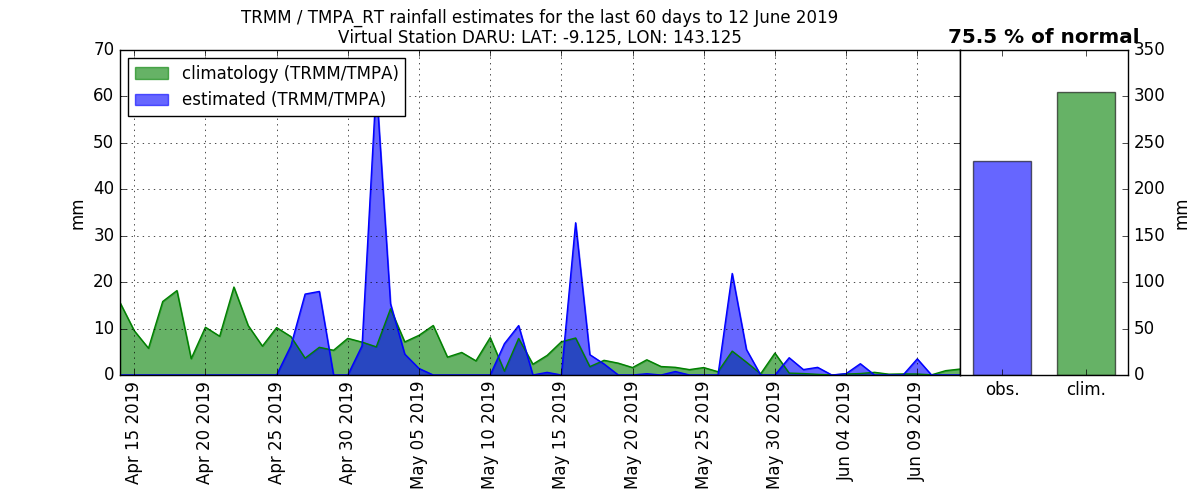 TRMM / TMPA_RT rainfall estimates for the last 60 days to 12 June 2019
Virtual Station DARU: LAT: -9.125, LON: 143.125
75.5 % of normal
climatology (TRMM/TMPA)
estimated (TRMM/TMPA)
70
60
50
40
30
20
10
0
mm
Apr 15 2019
Apr 20 2019
Apr 25 2019
Apr 30 2019
May 05 2019
May 10 2019
May 15 2019
May 20 2019
May 25 2019
May 30 2019
Jun 04 2019
Jun 09 2019
obs.
clim.
350
300
250
200
150
100
50
0
mm